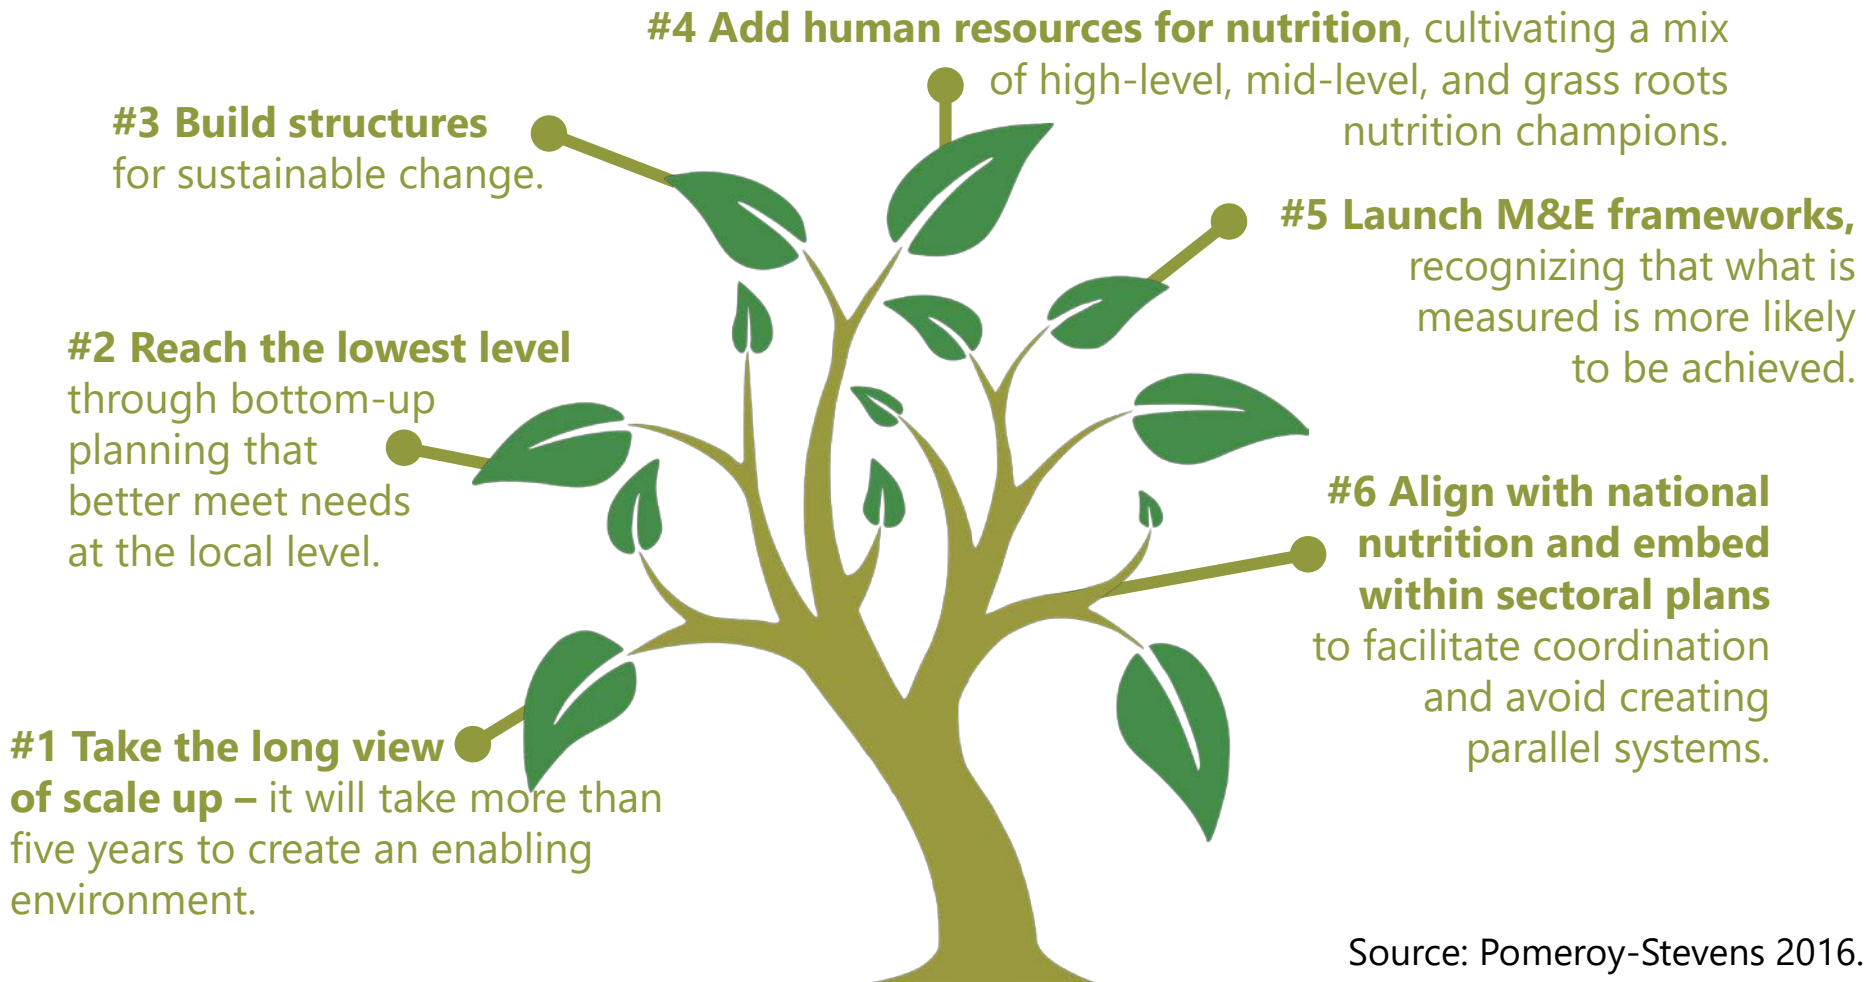 #4 Add human resources for nutrition, cultivating a mix
of high-level, mid-level, and grass roots
nutrition champions.
#3 Build structures
for sustainable change.
#5 Launch M&E frameworks,
recognizing that what is
measured is more likely
to be achieved.
#2 Reach the lowest level
through bottom-up
planning that
better meet needs
at the local level.
#6 Align with national
nutrition and embed
within sectoral plans
to facilitate coordination
and avoid creating
parallel systems.
#1 Take the long view
of scale up – it will take more than
five years to create an enabling
environment.
Source: Pomeroy-Stevens 2016.